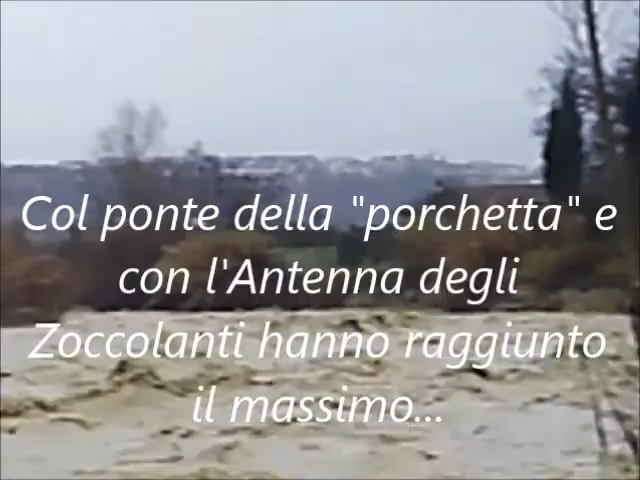 Col ponte della "porchetta" e
con l'Antenna degli
Zoccolanti hanno raggiunto
il massimo...